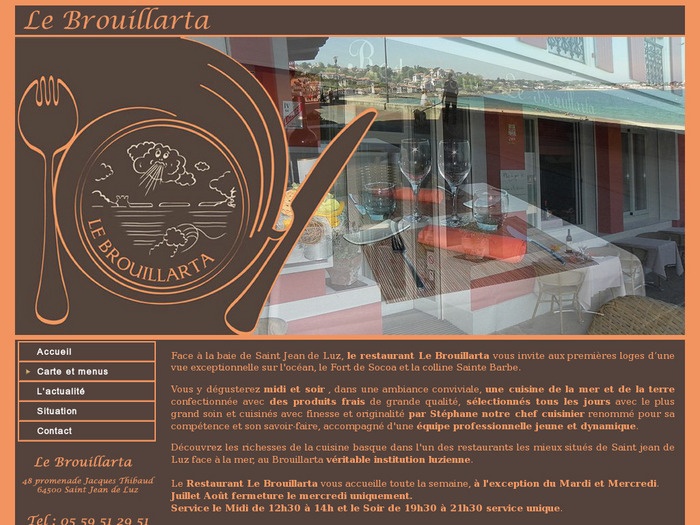 Le Brouillarta
LE BROUILLARTA
Brouillarta
Accueil
Carte et menus
L'actualité
Situation
Contact
Le Brouillarta
48 promenade Jacques Thibaud
64500 Saint Jean de Luz
Tel : 05 59 51 29 51
Face à la baie de Saint Jean de Luz, le restaurant Le Brouillarta vous invite aux premières loges d'une
vue exceptionnelle sur l'océan, le Fort de Socoa et la colline Sainte Barbe.
Vous y dégusterez midi et soir , dans une ambiance conviviale, une cuisine de la mer et de la terre
confectionnée avec des produits frais de grande qualité, sélectionnés tous les jours avec le plus
grand soin et cuisinés avec finesse et originalité par Stéphane notre chef cuisinier renommé pour sa
compétence et son savoir-faire, accompagné d'une équipe professionnelle jeune et dynamique.
Découvrez les richesses de la cuisine basque dans l'un des restaurants les mieux situés de Saint jean de
Luz face à la mer, au Brouillarta véritable institution luzienne.
Le Restaurant Le Brouillarta vous accueille toute la semaine, à l'exception du Mardi et Mercredi.
Juillet Août fermeture le mercredi uniquement.
Service le Midi de 12h30 à 14h et le Soir de 19h30 à 21h30 service unique.